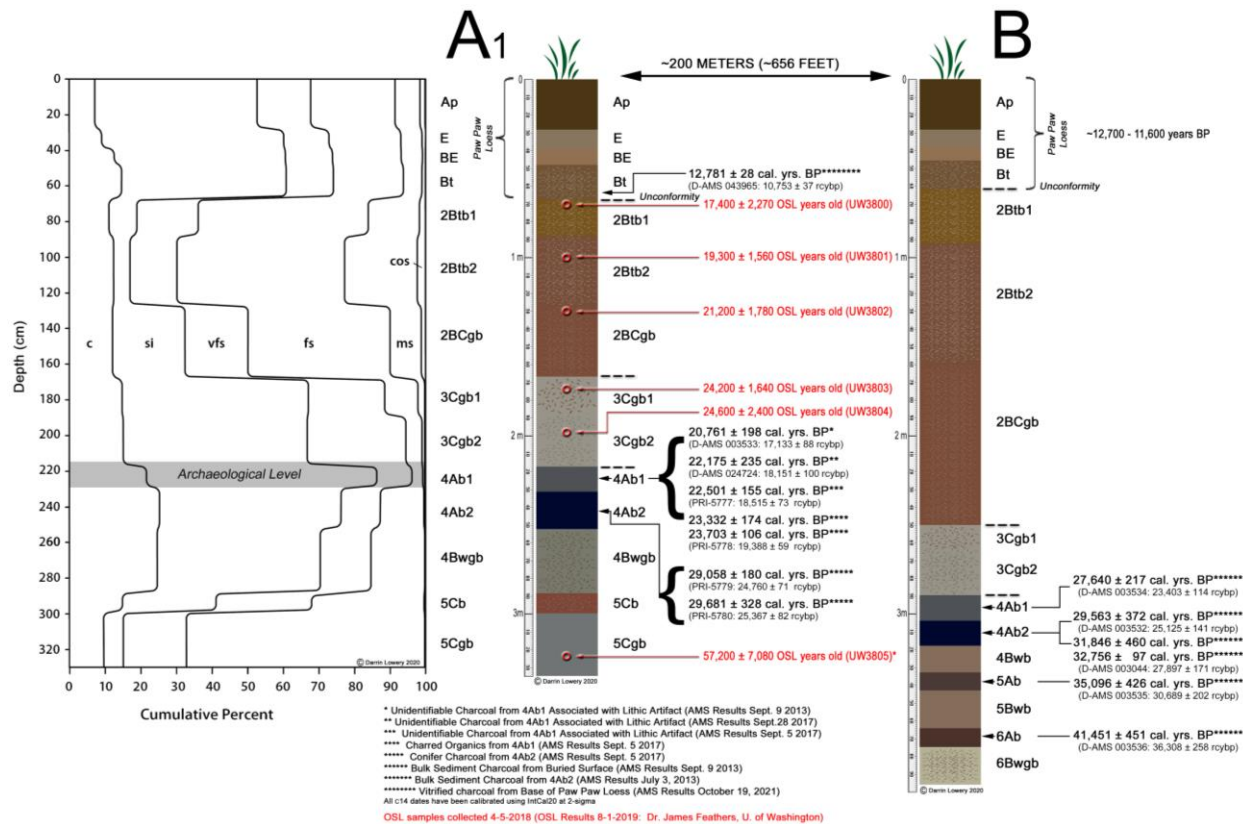 A1
B
~200 METERS (~656 FEET)
0
20
40
60
80
100
120
140
160
180
200
220
240
260
280
300
320
Depth (cm)
c
si
vfs
fs
ms
cos
Archaeological Level
© Darrin Lowery 2020
0 10 20 30 40 50 60 70 80 90 100
Cumulative Percent
Ap
E
BE
Bt
Paw Paw
Loess
2Btb1
2Btb2
2BCgb
3Cgb1
3Cgb2
4Ab1
4Ab2
4Bwgb
5Cb
5Cgb
0
1m
2m
3m
© Darrin Lowery 2020
Unconformity
2Btb1
2Btb2
2BCgb
3Cgb1
3Cgb2
4Ab1
4Ab2
4Bwgb
5Cb
5Cgb
12,781 ± 28 cal. yrs. BP********
(D-AMS 043965: 10,753 ± 37 rcybp)
17,400 ± 2,270 OSL years old (UW3800)
19,300 ± 1,560 OSL years old (UW3801)
21,200 ± 1,780 OSL years old (UW3802)
24,200 ± 1,640 OSL years old (UW3803)
24,600 ± 2,400 OSL years old (UW3804)
20,761 ± 198 cal. yrs. BP*
(D-AMS 003533: 17,133 ± 88 rcybp)
22,175 ± 235 cal. yrs. BP**
(D-AMS 024724: 18,151 ± 100 rcybp)
22,501 ± 155 cal. yrs. BP***
(PRI-5777: 18,515 ± 73 rcybp)
23,332 ± 174 cal. yrs. BP****
23,703 ± 106 cal. yrs. BP****
(PRI-5778: 19,388 ± 59 rcybp)
29,058 ± 180 cal. yrs. BP*****
(PRI-5779: 24,760 ± 71 rcybp)
29,681 ± 328 cal. yrs. BP*****
(PRI-5780: 25,367 ± 82 rcybp)
57,200 ± 7,080 OSL years old (UW3805)*
0
1m
2m
3m
Ap
E
BE
Bt
Paw Paw
Loess
~12,700 - 11,600 years BP
Unconformity
2Btb1
2Btb2
2BCgb
3Cgb1
3Cgb2
4Ab1
4Ab2
4Bwb
5Ab
5Bwb
6Ab
6Bwgb
27,640 ± 217 cal. yrs. BP******
(D-AMS 003534: 23,403 ± 114 rcybp)
29,563 ± 372 cal. yrs. BP******
(D-AMS 003532: 25,125 ± 141 rcybp)
31,846 ± 460 cal. yrs. BP******
32,756 ± 97 cal. yrs. BP******
(D-AMS 003044: 27,897 ± 171 rcybp)
35,096 ± 426 cal. yrs. BP******
(D-AMS 003535: 30,689 ± 202 rcybp)
41,451 ± 451 cal. yrs. BP******
(D-AMS 003536: 36,308 ± 258 rcybp)
© Darrin Lowery 2020
* Unidentifiable Charcoal from 4Ab1 Associated with Lithic Artifact (AMS Results Sept. 9 2013)
** Unidentifiable Charcoal from 4Ab1 Associated with Lithic Artifact (AMS Results Sept.28 2017)
*** Unidentifiable Charcoal from 4Ab1 Associated with Lithic Artifact (AMS Results Sept. 5 2017)
**** Charred Organics from 4Ab1 (AMS Results Sept. 5 2017)
***** Conifer Charcoal from 4Ab2 (AMS Results Sept. 5 2017)
****** Bulk Sediment Charcoal from Buried Surface (AMS Results Sept. 9 2013)
******* Bulk Sediment Charcoal from 4Ab2 (AMS Results July 3, 2013)
******** Vitrified charcoal from Base of Paw Paw Loess (AMS Results October 19, 2021)
All c14 dates have been calibrated using IntCal20 at 2-sigma
OSL samples collected 4-5-2018 (OSL Results 8-1-2019: Dr. James Feathers, U. of Washington)